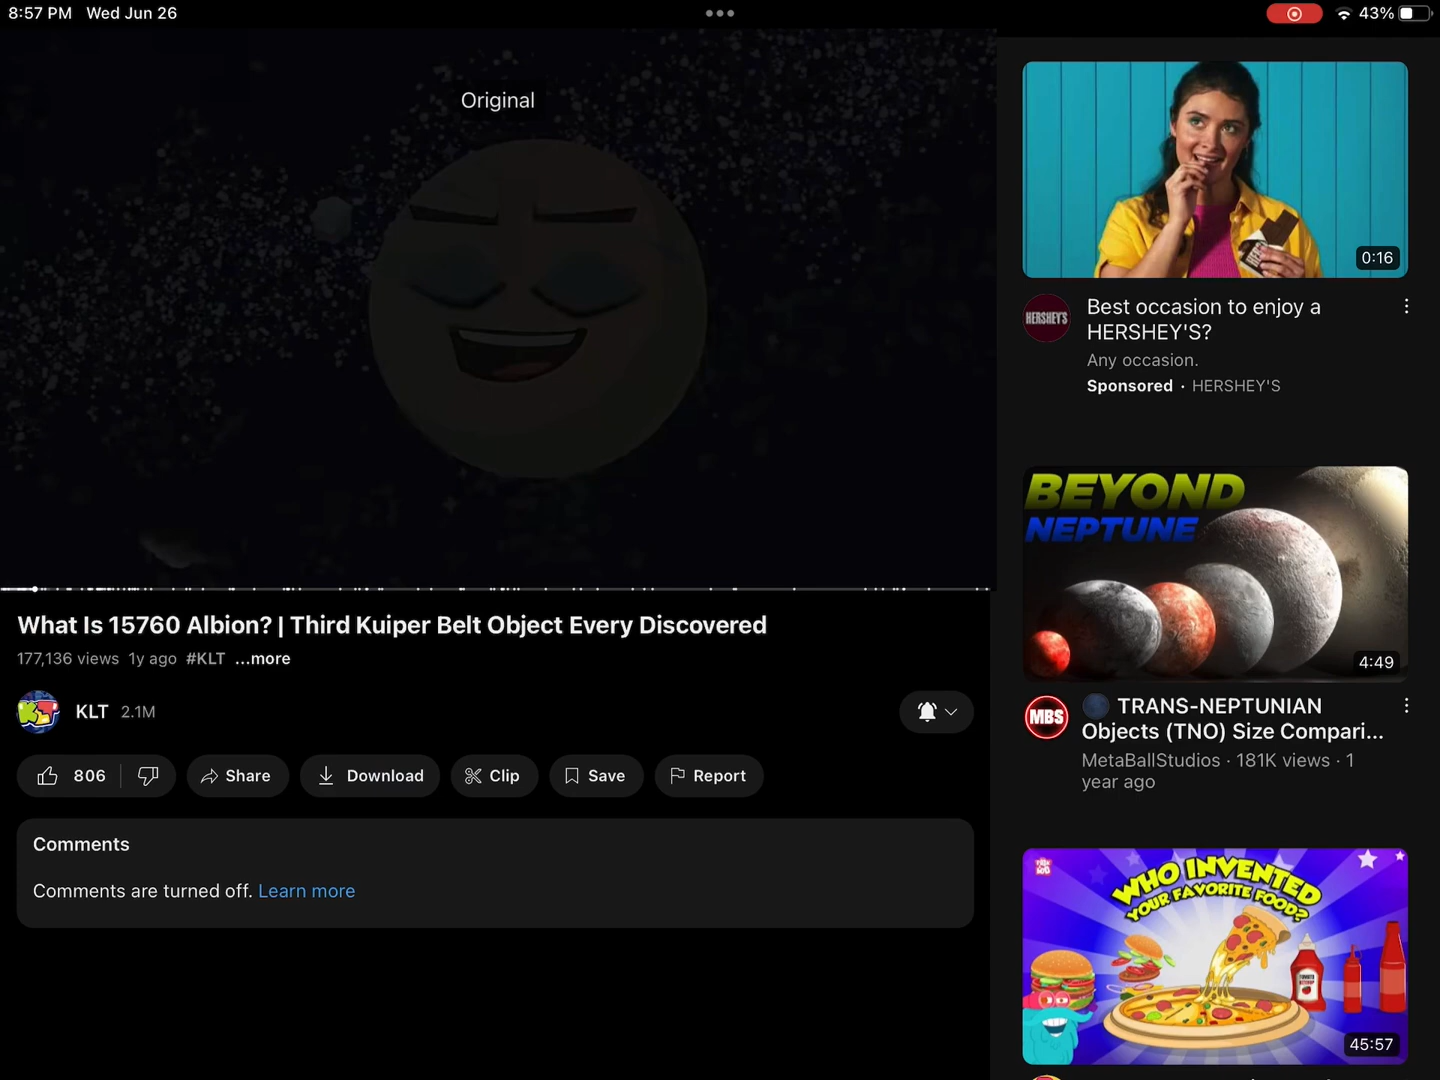 8:57 PM Wed Jun 26
43%
Original
What Is 15760 Albion? | Third Kuiper Belt Object Every Discovered
177,136 views 1y ago #KLT ...more
KLT
KLT 2.1M
806
Share
Download
Clip
Save
Report
Comments
Comments are turned off. Learn more
0:16
HERSHEY'S
Best occasion to enjoy a
HERSHEY'S?
Any occasion.
Sponsored · HERSHEY'S
BEYOND
NEPTUNE
4:49
MBS
TRANS-NEPTUNIAN
Objects (TNO) Size Compari...
MetaBallStudios · 181K views · 1
year ago
WHO INVENTED
YOUR FAVORITE FOOD?
45:57